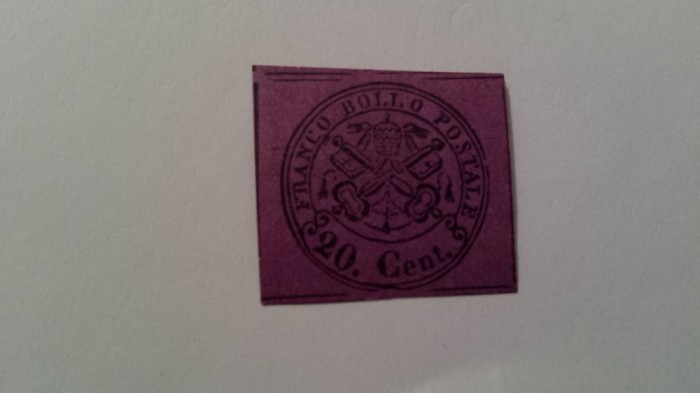 FRANCO BOLLO POSTALE
20. Cent.